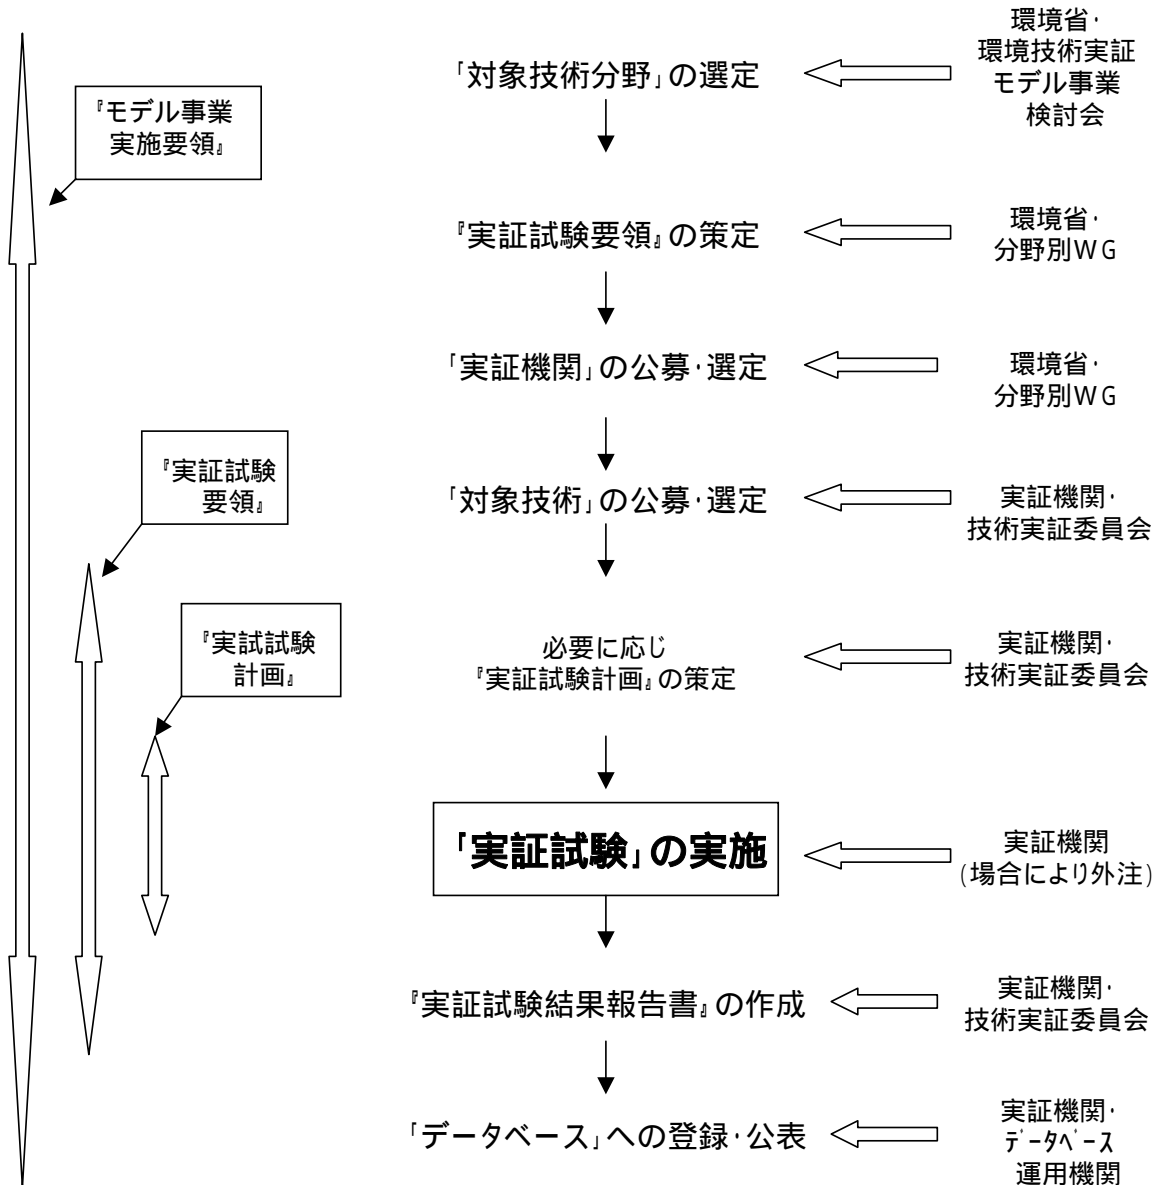 環境省・
環境技術実証
モデル事業
検討会
「対象技術分野」の選定
『モデル事業
実施要領』
『実証試験要領』の策定
環境省・
分野別WG
「実証機関」の公募・選定
環境省・
分野別WG
『実証試験
要領』
「対象技術」の公募・選定
実証機関・
技術実証委員会
『実試試験
計画』
必要に応じ
『実証試験計画』の策定
実証機関・
技術実証委員会
「実証試験」の実施
実証機関
(場合により外注)
『実証試験結果報告書』の作成
実証機関・
技術実証委員会
「データベース」への登録・公表
実証機関・
データベース
運用機関